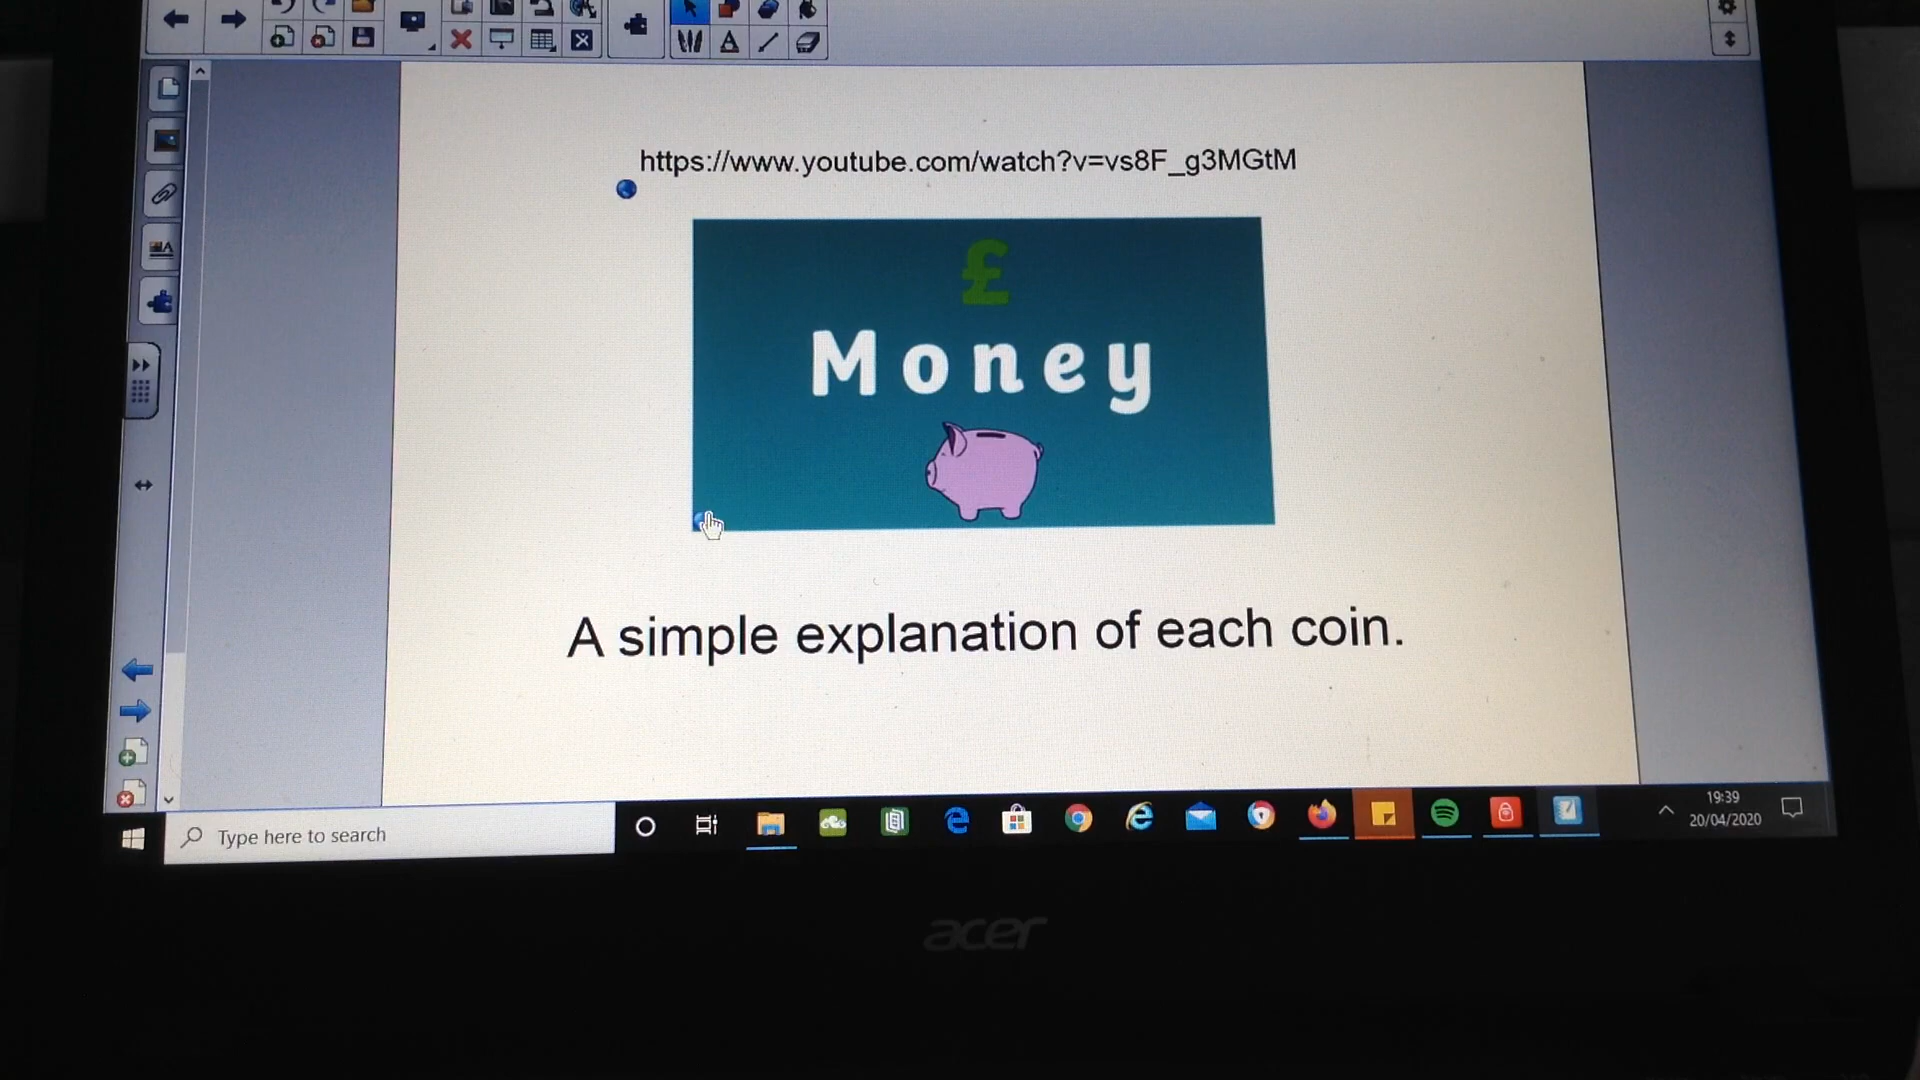 https://www.youtube.com/watch?v=vs8F_g3MGtM
£
Money
A simple explanation of each coin.
Type here to search
19:39
20/04/2020
acer